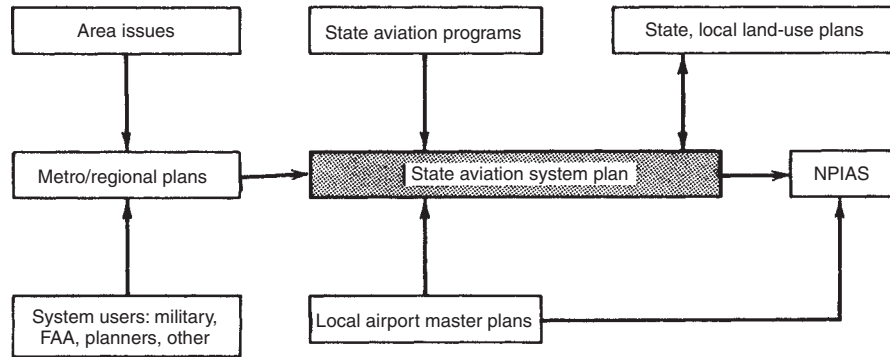 Area issues
State aviation programs
State, local land-use plans
Metro/regional plans
State aviation system plan
NPIAS
System users: military,
FAA, planners, other
Local airport master plans